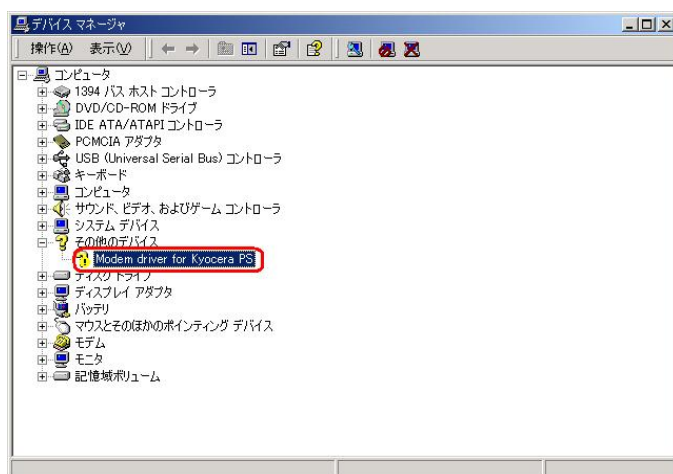 デバイス マネージャ
操作(A) 表示(V)
コンピュータ
1394 バス ホスト コントローラ
DVD/CD-ROM ドライブ
IDE ATA/ATAPI コントローラ
PCMCIA アダプタ
USB (Universal Serial Bus) コントローラ
キーボード
コンピュータ
サウンド、ビデオ、およびゲーム コントローラ
システム デバイス
その他のデバイス
Modem driver for Kyocera PS
ディスク ドライブ
ディスプレイ アダプタ
バッテリ
マウスとそのほかのポインティング デバイス
モデム
モニタ
記憶域ボリューム